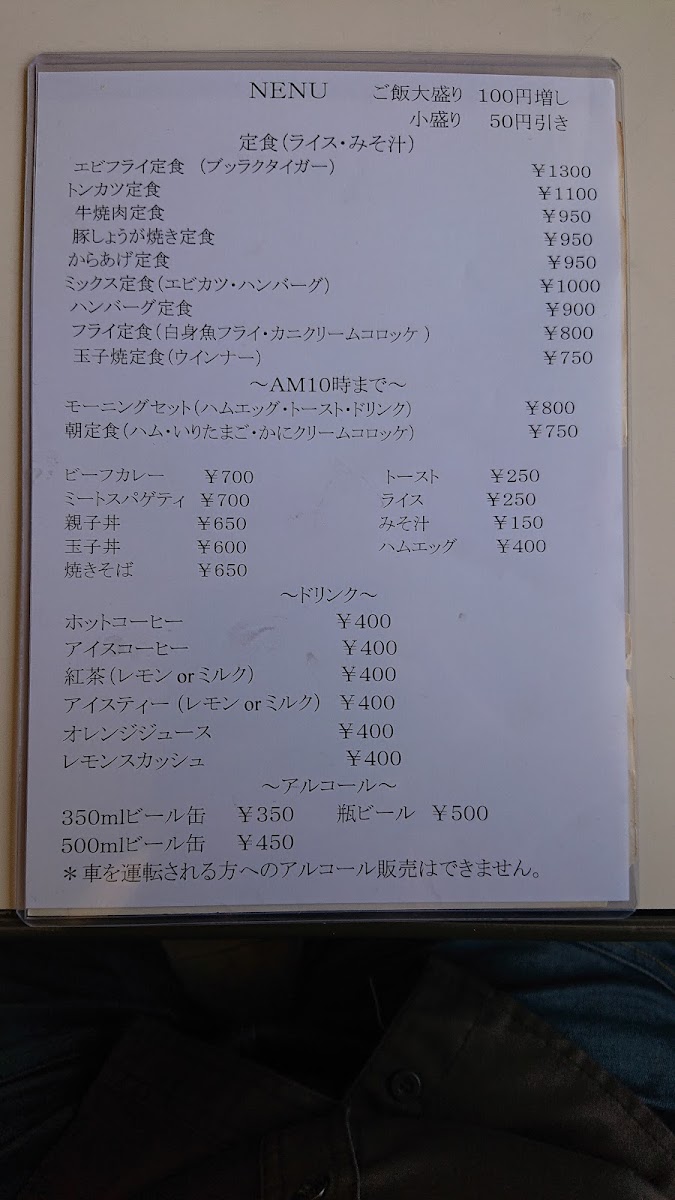 NENU ご飯大盛り 100円増し
小盛り 50円引き
定食(ライス・みそ汁)
エビフライ定食 (ブッラクタイガー) ¥1300
トンカツ定食 ¥1100
牛焼肉定食 ¥950
豚しょうが焼き定食 ¥950
からあげ定食 ¥950
ミックス定食(エビカツ・ハンバーグ) ¥1000
ハンバーグ定食 ¥900
フライ定食(白身魚フライ・カニクリームコロッケ) ¥800
玉子焼定食(ウインナー) ¥750
～AM10時まで～
モーニングセット(ハムエッグ・トースト・ドリンク) ¥800
朝定食(ハム・いりたまご・かにクリームコロッケ) ¥750
ビーフカレー ¥700 トースト ¥250
ミートスパゲティ ¥700 ライス ¥250
親子丼 ¥650 みそ汁 ¥150
玉子丼 ¥600 ハムエッグ ¥400
焼きそば ¥650
～ドリンク～
ホットコーヒー ¥400
アイスコーヒー ¥400
紅茶(レモンorミルク) ¥400
アイスティー(レモンorミルク) ¥400
オレンジジュース ¥400
レモンスカッシュ ¥400
～アルコール～
350mlビール缶 ¥350 瓶ビール ¥500
500mlビール缶 ¥450
＊車を運転される方へのアルコール販売はできません。